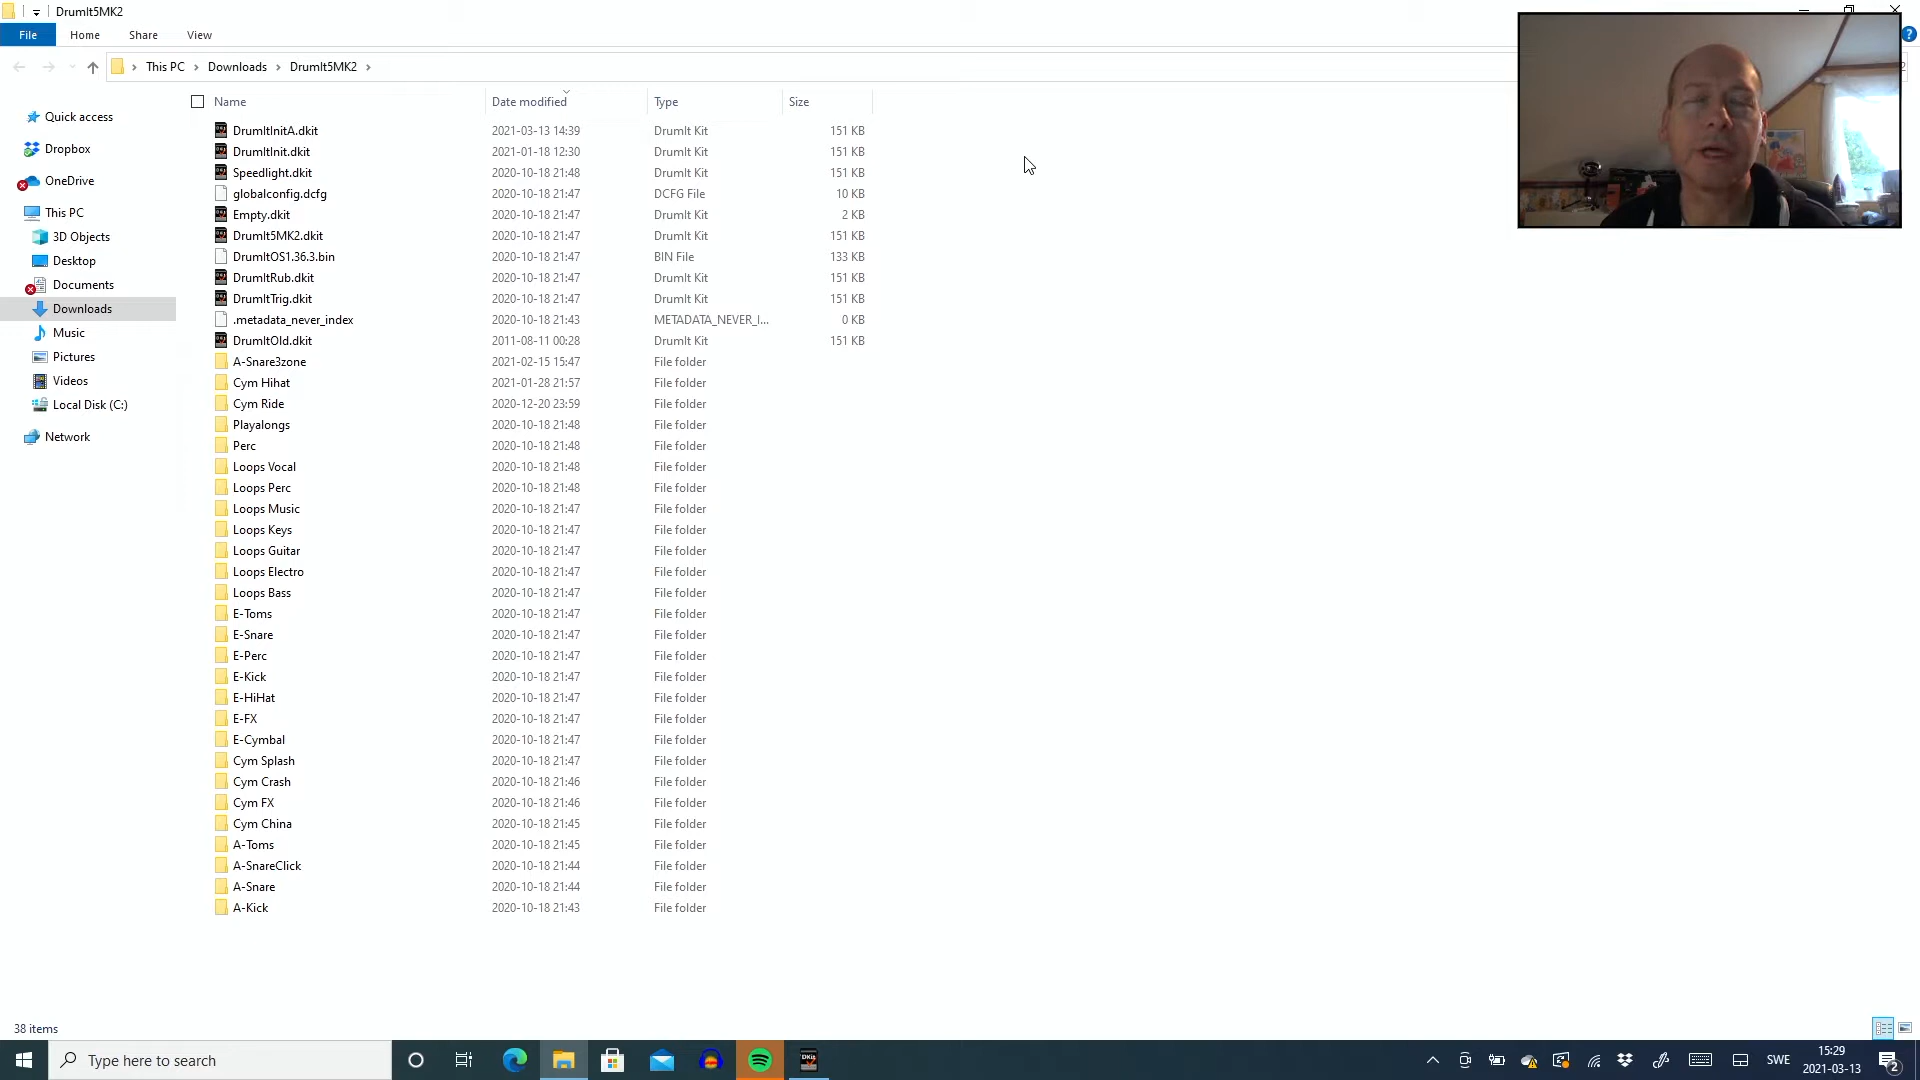 DrumIt5MK2
File Home Share View
This PC Downloads DrumIt5MK2
Name Date modified Type Size
Quick access
Dropbox
OneDrive
This PC
3D Objects
Desktop
Documents
Downloads
Music
Pictures
Videos
Local Disk (C:)
Network
DrumItInitA.dkit 2021-03-13 14:39 DrumIt Kit 151 KB
DrumItInit.dkit 2021-01-18 12:30 DrumIt Kit 151 KB
Speedlight.dkit 2020-10-18 21:48 DrumIt Kit 151 KB
globalconfig.dcfg 2020-10-18 21:47 DCFG File 10 KB
Empty.dkit 2020-10-18 21:47 DrumIt Kit 2 KB
DrumIt5MK2.dkit 2020-10-18 21:47 DrumIt Kit 151 KB
DrumItOS1.36.3.bin 2020-10-18 21:47 BIN File 133 KB
DrumItRub.dkit 2020-10-18 21:47 DrumIt Kit 151 KB
DrumItTrig.dkit 2020-10-18 21:47 DrumIt Kit 151 KB
.metadata_never_index 2020-10-18 21:43 METADATA_NEVER_I... 0 KB
DrumItOld.dkit 2011-08-11 00:28 DrumIt Kit 151 KB
A-Snare3zone 2021-02-15 15:47 File folder
Cym Hihat 2021-01-28 21:57 File folder
Cym Ride 2020-12-20 23:59 File folder
Playalongs 2020-10-18 21:48 File folder
Perc 2020-10-18 21:48 File folder
Loops Vocal 2020-10-18 21:48 File folder
Loops Perc 2020-10-18 21:48 File folder
Loops Music 2020-10-18 21:47 File folder
Loops Keys 2020-10-18 21:47 File folder
Loops Guitar 2020-10-18 21:47 File folder
Loops Electro 2020-10-18 21:47 File folder
Loops Bass 2020-10-18 21:47 File folder
E-Toms 2020-10-18 21:47 File folder
E-Snare 2020-10-18 21:47 File folder
E-Perc 2020-10-18 21:47 File folder
E-Kick 2020-10-18 21:47 File folder
E-HiHat 2020-10-18 21:47 File folder
E-FX 2020-10-18 21:47 File folder
E-Cymbal 2020-10-18 21:47 File folder
Cym Splash 2020-10-18 21:47 File folder
Cym Crash 2020-10-18 21:46 File folder
Cym FX 2020-10-18 21:46 File folder
Cym China 2020-10-18 21:45 File folder
A-Toms 2020-10-18 21:45 File folder
A-SnareClick 2020-10-18 21:44 File folder
A-Snare 2020-10-18 21:44 File folder
A-Kick 2020-10-18 21:43 File folder
38 items
Type here to search
SWE
15:29
2021-03-13
2